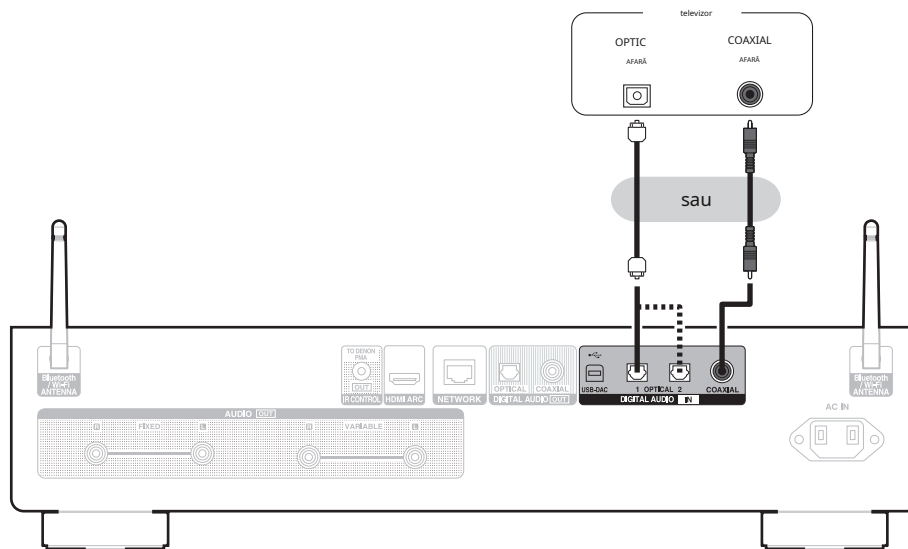 televizor
OPTIC
COAXIAL
AFARĂ
AFARĂ
sau
Bluetooth
/ Wi-Fi
ANTENNA
TO DENON
PMA
OUT
IR CONTROL
HDMI ARC
NETWORK
OPTICAL
COAXIAL
DIGITAL AUDIO OUT
USB-DAC
1 OPTICAL 2
COAXIAL
DIGITAL AUDIO IN
Bluetooth
/ Wi-Fi
ANTENNA
AC IN
AUDIO OUT
R FIXED L
R VARIABLE L